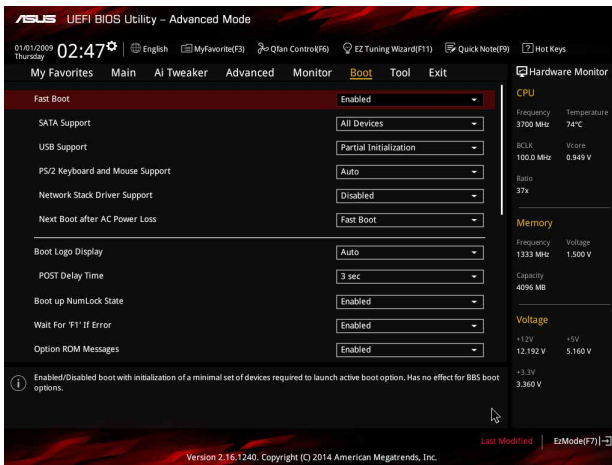 ASUS UEFI BIOS Utility – Advanced Mode
01/01/2009 Thursday 02:47 English MyFavorite(F3) Qfan Control(F6) EZ Tuning Wizard(F11) Quick Note(F9) ? Hot Keys
My Favorites Main Ai Tweaker Advanced Monitor Boot Tool Exit
Fast Boot Enabled
SATA Support All Devices
USB Support Partial Initialization
PS/2 Keyboard and Mouse Support Auto
Network Stack Driver Support Disabled
Next Boot after AC Power Loss Fast Boot
Boot Logo Display Auto
POST Delay Time 3 sec
Boot up NumLock State Enabled
Wait For 'F1' If Error Enabled
Option ROM Messages Enabled
i Enabled/Disabled boot with initialization of a minimal set of devices required to launch active boot option. Has no effect for BBS boot
options.
Hardware Monitor
CPU
Frequency Temperature
3700 MHz 74°C
BCLK Vcore
100.0 MHz 0.949 V
Ratio
37x
Memory
Frequency Voltage
1333 MHz 1.500 V
Capacity
4096 MB
Voltage
+12V +5V
12.192 V 5.160 V
+3.3V
3.360 V
Last Modified EzMode(F7)
Version 2.16.1240. Copyright (C) 2014 American Megatrends, Inc.